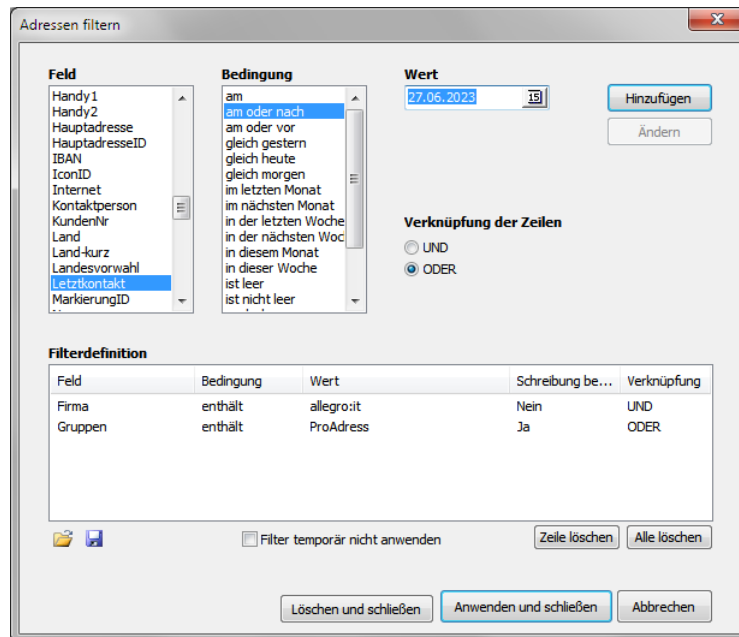 Adressen filtern
Feld
Bedingung
Wert
Handy1
Handy2
Hauptadresse
HauptadresseID
IBAN
IconID
Internet
Kontaktperson
KundenNr
Land
Land-kurz
Landesvorwahl
Letztkontakt
MarkierungID
am
am oder nach
am oder vor
gleich gestern
gleich heute
gleich morgen
im letzten Monat
im nächsten Monat
in der letzten Woche
in der nächsten Woc
in diesem Monat
in dieser Woche
ist leer
ist nicht leer
27.06.2023
15
Hinzufügen
Ändern
Verknüpfung der Zeilen
UND
ODER
Filterdefinition
Feld Bedingung Wert Schreibung be... Verknüpfung
Firma enthält allegro:it Nein UND
Gruppen enthält ProAdress Ja ODER
Filter temporär nicht anwenden
Zeile löschen
Alle löschen
Löschen und schließen
Anwenden und schließen
Abbrechen